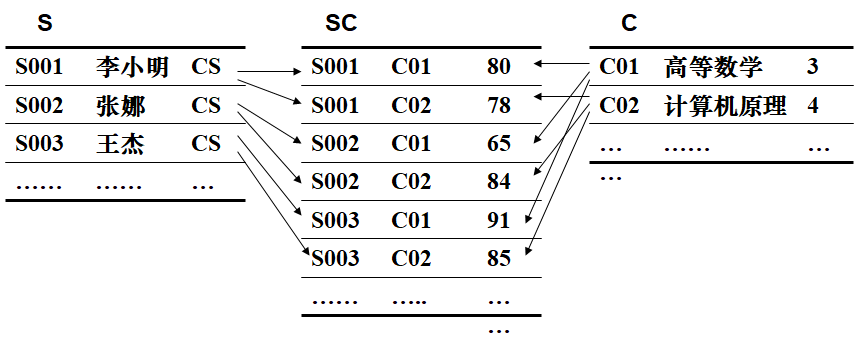 S
S001 李小明 CS
S002 张娜 CS
S003 王杰 CS
…… …… …
SC
S001 C01 80
S001 C02 78
S002 C01 65
S002 C02 84
S003 C01 91
S003 C02 85
…… ….. …
…
C
C01 高等数学 3
C02 计算机原理 4
… …… …
…